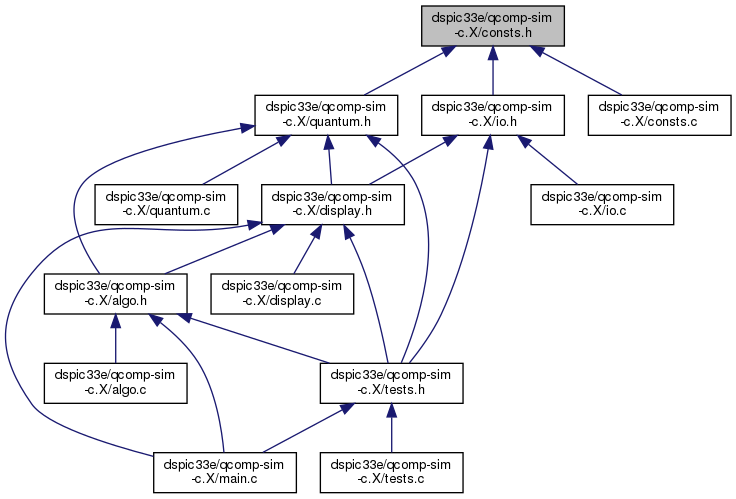 dspic33e/qcomp-sim
-c.X/consts.h
dspic33e/qcomp-sim
-c.X/quantum.h
dspic33e/qcomp-sim
-c.X/io.h
dspic33e/qcomp-sim
-c.X/consts.c
dspic33e/qcomp-sim
-c.X/quantum.c
dspic33e/qcomp-sim
-c.X/display.h
dspic33e/qcomp-sim
-c.X/io.c
dspic33e/qcomp-sim
-c.X/algo.h
dspic33e/qcomp-sim
-c.X/display.c
dspic33e/qcomp-sim
-c.X/algo.c
dspic33e/qcomp-sim
-c.X/tests.h
dspic33e/qcomp-sim
-c.X/main.c
dspic33e/qcomp-sim
-c.X/tests.c